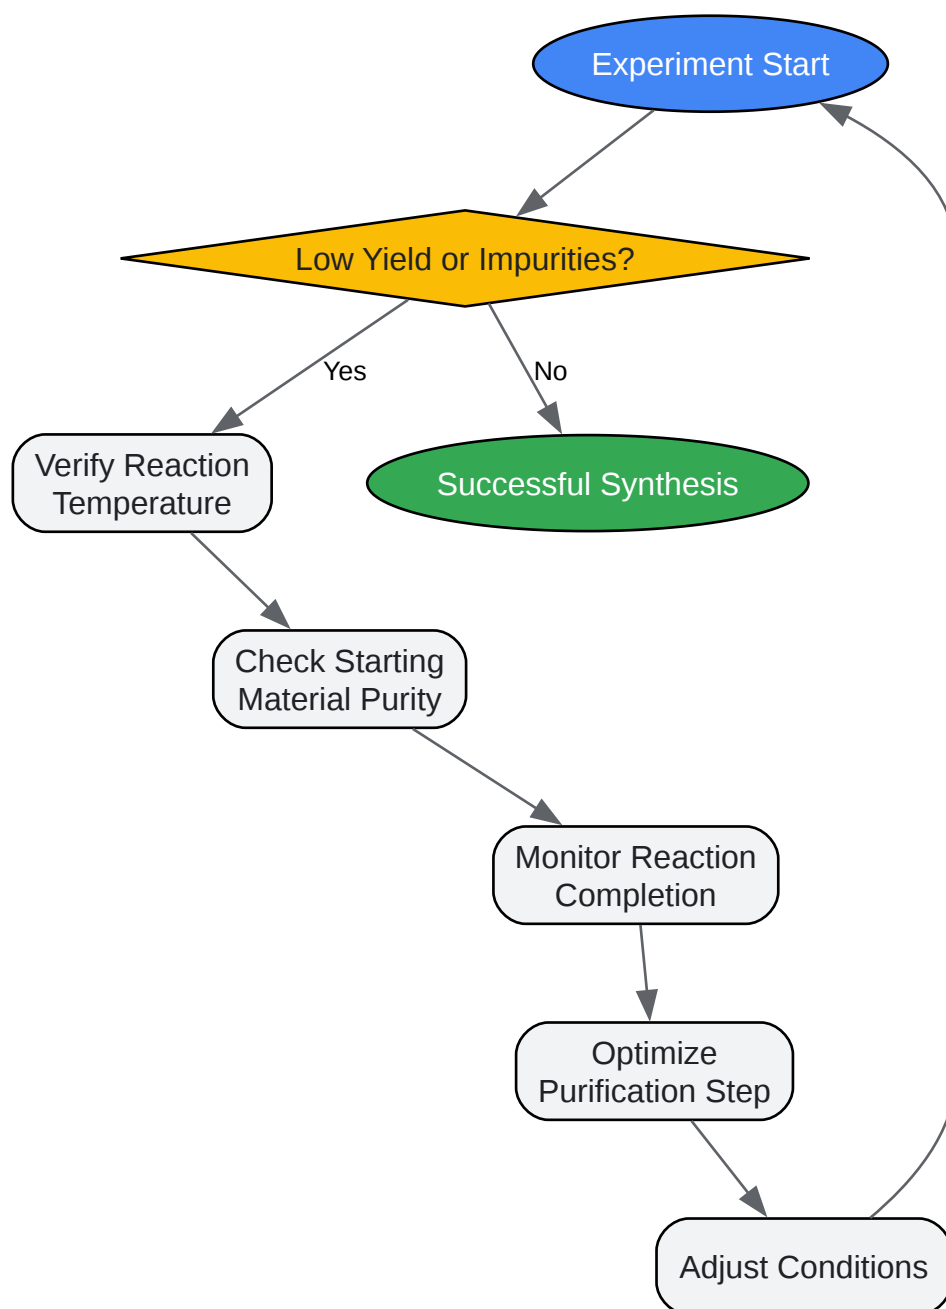 Experiment Start
Low Yield or Impurities?
Yes
No
Verify Reaction
Temperature
Successful Synthesis
Check Starting
Material Purity
Monitor Reaction
Completion
Optimize
Purification Step
Adjust Conditions